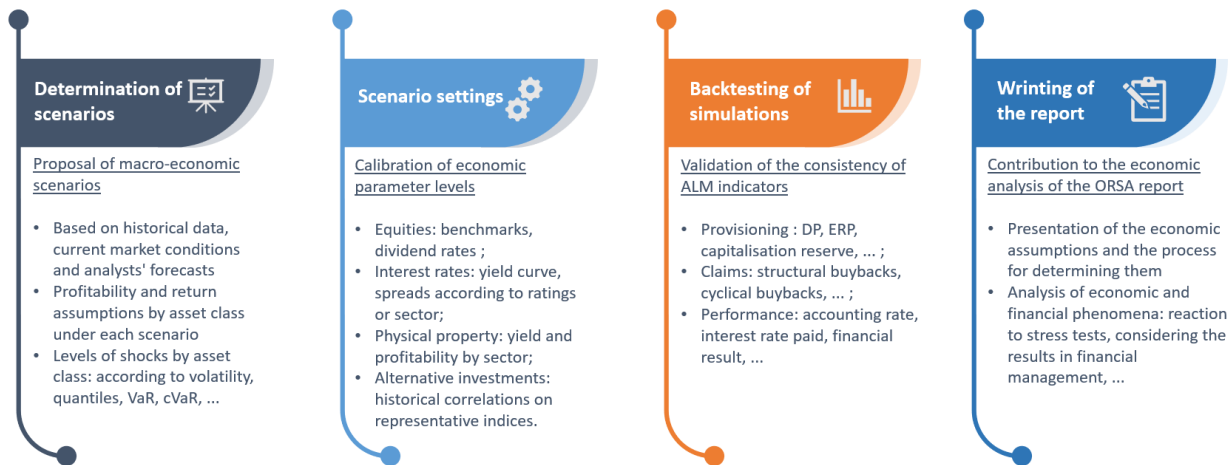 Determination of
scenarios
Proposal of macro-economic
scenarios
• Based on historical data,
current market conditions
and analysts' forecasts
• Profitability and return
assumptions by asset class
under each scenario
• Levels of shocks by asset
class: according to volatility,
quantiles, VaR, cVaR, ...
Scenario settings
Calibration of economic
parameter levels
• Equities: benchmarks,
dividend rates ;
• Interest rates: yield curve,
spreads according to ratings
or sector;
• Physical property: yield and
profitability by sector;
• Alternative investments:
historical correlations on
representative indices.
Backtesting of
simulations
Validation of the consistency of
ALM indicators
• Provisioning : DP, ERP,
capitalisation reserve, ... ;
• Claims: structural buybacks,
cyclical buybacks, ... ;
• Performance: accounting rate,
interest rate paid, financial
result, ...
Wrinting of
the report
Contribution to the economic
analysis of the ORSA report
• Presentation of the economic
assumptions and the process
for determining them
• Analysis of economic and
financial phenomena: reaction
to stress tests, considering the
results in financial
management, ...